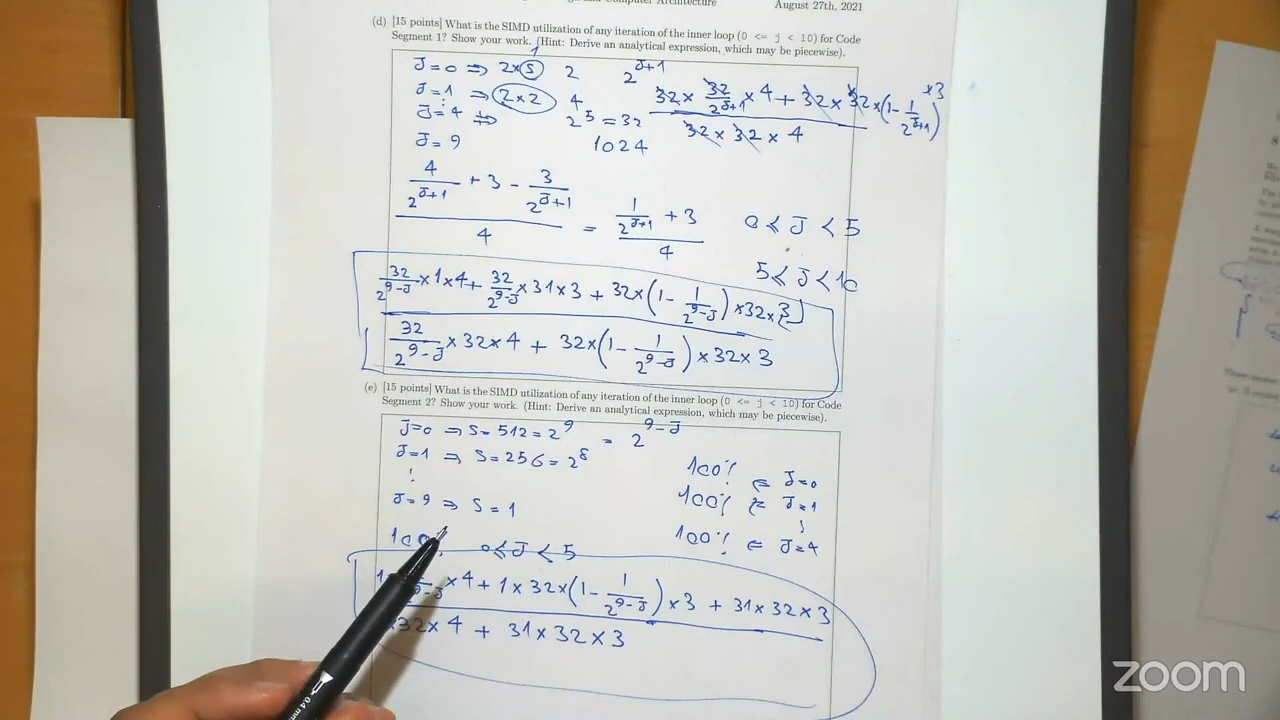 and Computer Architecture August 27th, 2021
(d) [15 points] What is the SIMD utilization of any iteration of the inner loop (0 <= j < 10) for Code
Segment 1? Show your work. (Hint: Derive an analytical expression, which may be piecewise).
J=0 ⇒ 2×S 1 2 2^{J+1}
J=1 ⇒ 2×2 4
J=4 ⇒ 2^5 = 32
J=9 1024
32 × 32/2^{J+1} × 4 + 32 × 32 × (1 - 1/2^{J+1}) ×3
32 × 32 × 4
4/2^{J+1} + 3 - 3/2^{J+1}
4
= 1/2^{J+1} + 3
4
0 ⩽ J < 5
5 ⩽ J < 10
32/2^{9-J} ×1×4 + 32/2^{9-J} ×31×3 + 32×(1 - 1/2^{9-J}) ×32×3
32/2^{9-J} ×32×4 + 32×(1 - 1/2^{9-J}) ×32×3
(e) [15 points] What is the SIMD utilization of any iteration of the inner loop (0 <= j < 10) for Code
Segment 2? Show your work. (Hint: Derive an analytical expression, which may be piecewise).
J=0 ⇒ S=512=2^9 = 2^{9-J}
J=1 ⇒ S=256=2^8
J=9 ⇒ S=1
100% ⇐ J=0
100% ⇐ J=1
100% ⇐ J=4
100% 0⩽J<5
×4 + 1×32×(1 - 1/2^{9-J}) ×3 + 31×32×3
×32×4 + 31×32×3
zoom